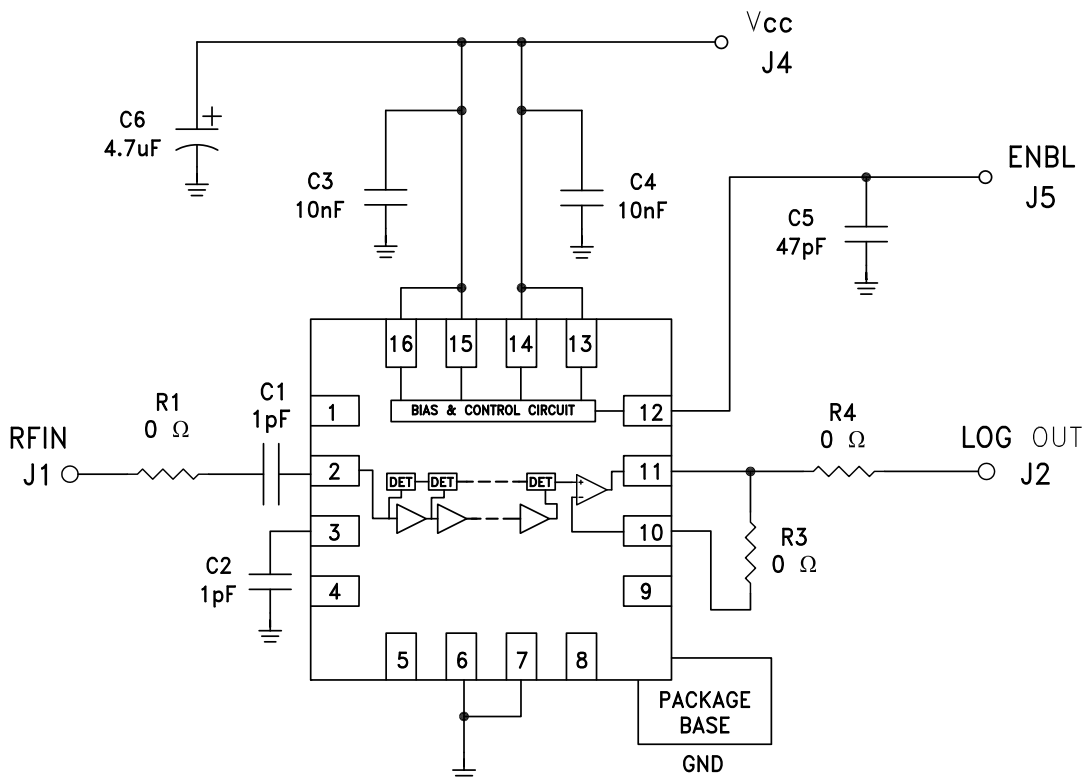 Vcc
J4
C6
+
4.7uF
ENBL
J5
C3
10nF
C4
10nF
C5
47pF
16
15
14
13
BIAS & CONTROL CIRCUIT
1
12
R1
0 Ω
C1
1pF
RFIN
J1
R4
0 Ω
LOG OUT
J2
2
11
DET
DET
DET
+
−
3
10
R3
0 Ω
C2
1pF
4
9
5
6
7
8
PACKAGE
BASE
GND